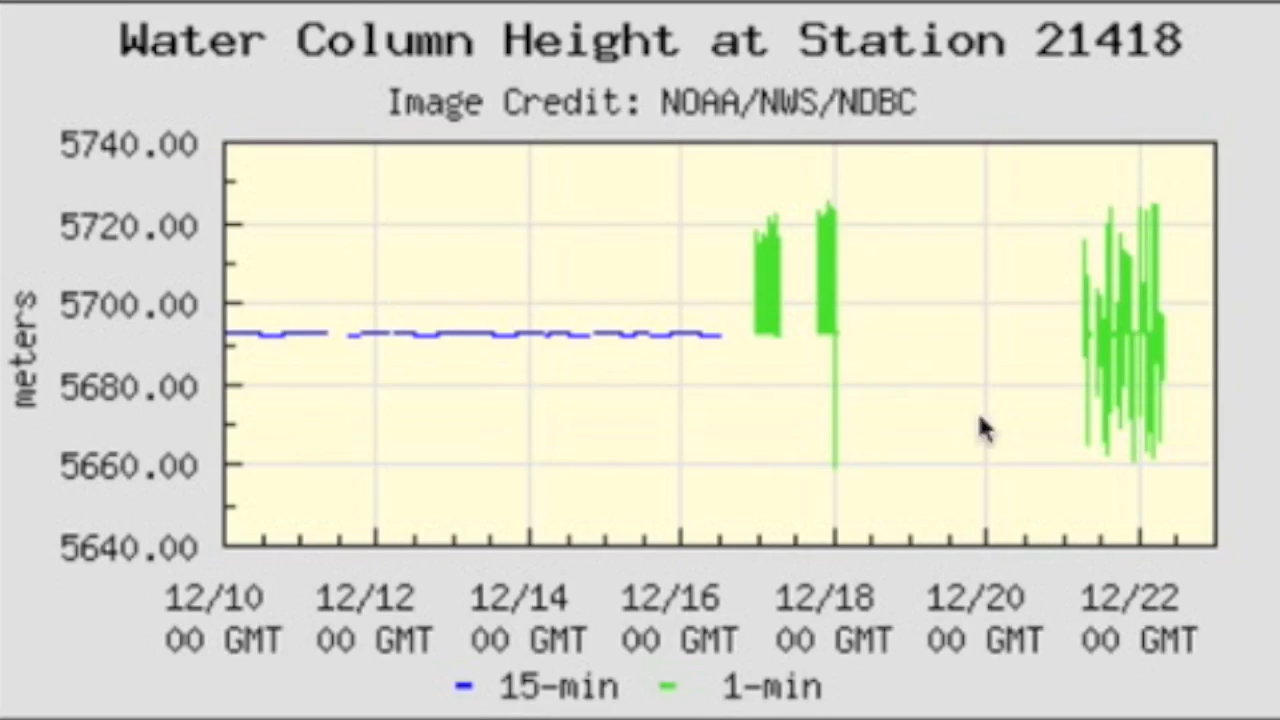 Water Column Height at Station 21418
Image Credit: NOAA/NWS/NDBC
5740.00
5720.00
5700.00
5680.00
5660.00
5640.00
meters
12/10 12/12 12/14 12/16 12/18 12/20 12/22
00 GMT 00 GMT 00 GMT 00 GMT 00 GMT 00 GMT 00 GMT
15-min 1-min